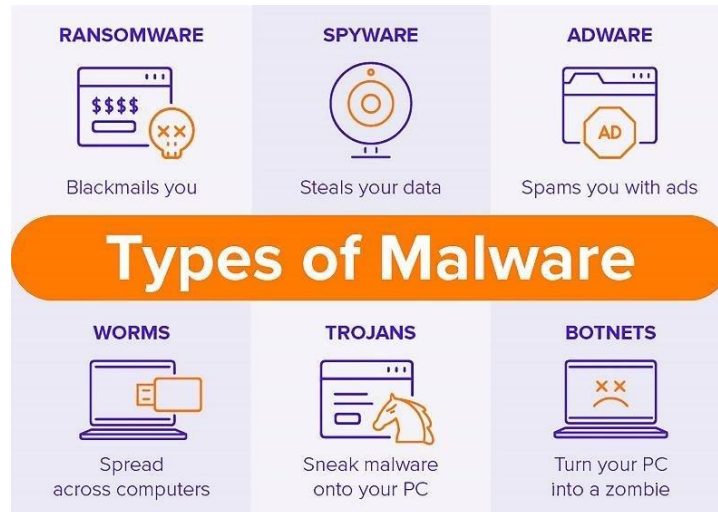 RANSOMWARE
SPYWARE
ADWARE
$$$$
AD
Blackmails you
Steals your data
Spams you with ads
Types of Malware
WORMS
TROJANS
BOTNETS
Spread
across computers
Sneak malware
onto your PC
Turn your PC
into a zombie